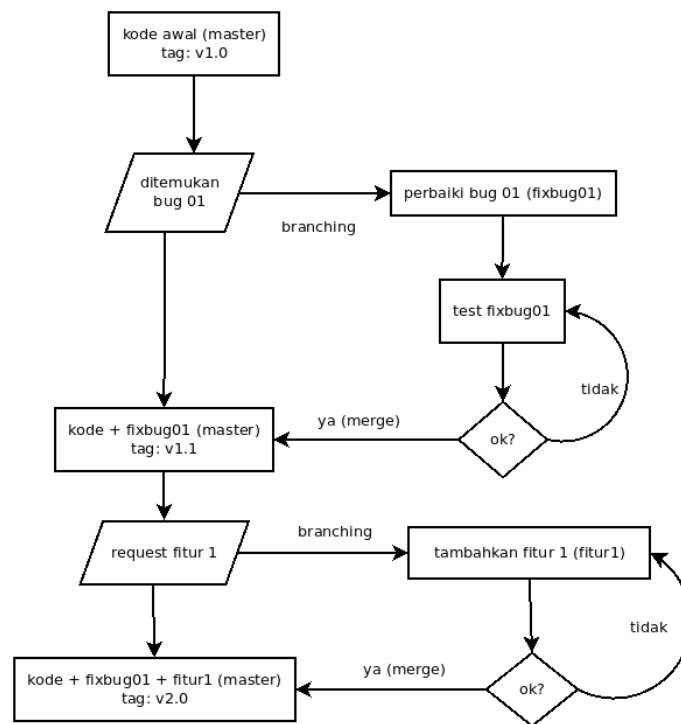 kode awal (master)
tag: v1.0
ditemukan
bug 01
perbaiki bug 01 (fixbug01)
branching
test fixbug01
tidak
ya (merge)
ok?
kode + fixbug01 (master)
tag: v1.1
branching
request fitur 1
tambahkan fitur 1 (fitur1)
tidak
ya (merge)
ok?
kode + fixbug01 + fitur1 (master)
tag: v2.0